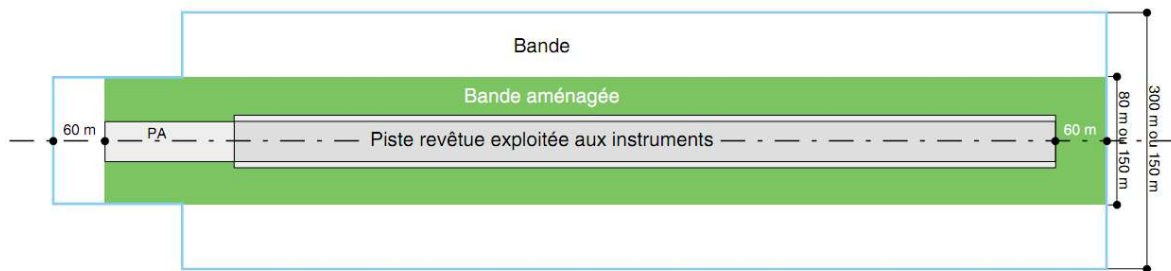 Bande
Bande aménagée
60 m
PA
Piste revêtue exploitée aux instruments
60 m
80 m ou 150 m
300 m ou 150 m